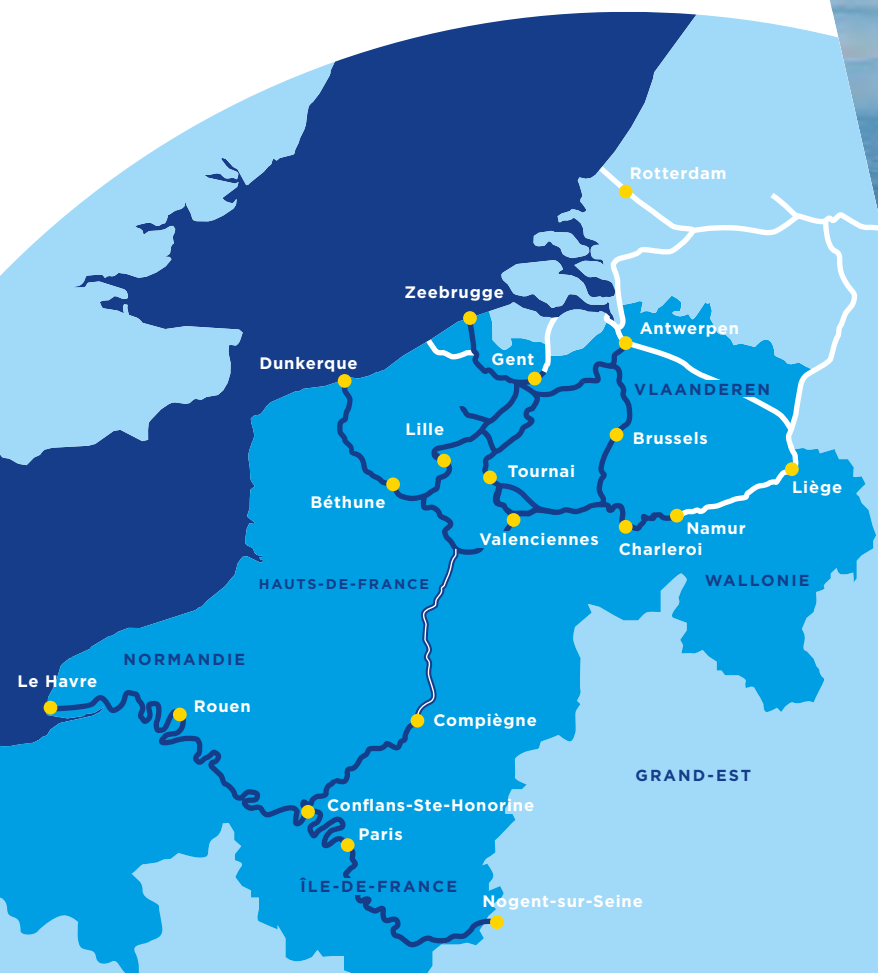 Rotterdam
Zeebrugge
Antwerpen
Gent
Dunkerque
VLAANDEREN
Lille
Brussels
Tournai
Liège
Béthune
Namur
Valenciennes
Charleroi
WALLONIE
HAUTS-DE-FRANCE
NORMANDIE
Le Havre
Rouen
Compiègne
GRAND-EST
Conflans-Ste-Honorine
Paris
ÎLE-DE-FRANCE
Nogent-sur-Seine